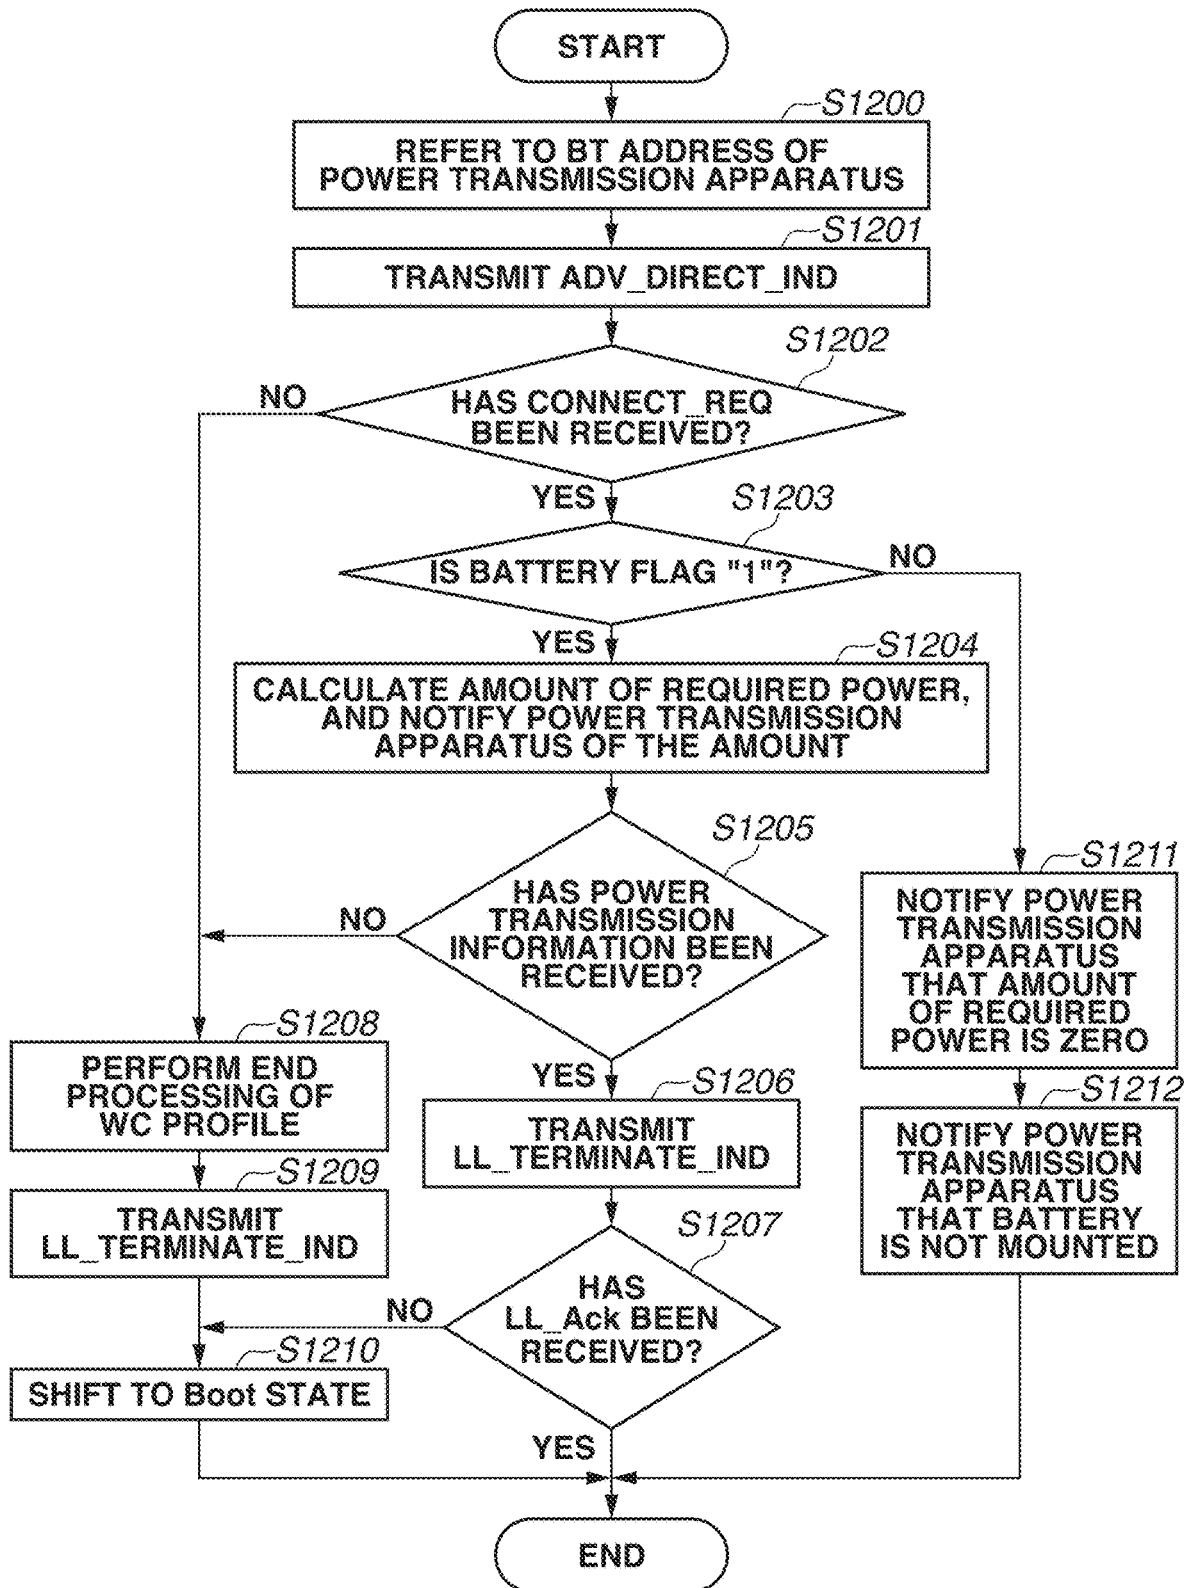 START
S1200
REFER TO BT ADDRESS OF
POWER TRANSMISSION APPARATUS
S1201
TRANSMIT ADV_DIRECT_IND
S1202
NO
HAS CONNECT_REQ
BEEN RECEIVED?
YES
S1203
NO
IS BATTERY FLAG "1"?
YES
S1204
CALCULATE AMOUNT OF REQUIRED POWER,
AND NOTIFY POWER TRANSMISSION
APPARATUS OF THE AMOUNT
S1205
NO
HAS POWER
TRANSMISSION
INFORMATION BEEN
RECEIVED?
YES
S1211
NOTIFY POWER
TRANSMISSION
APPARATUS
THAT AMOUNT
OF REQUIRED
POWER IS ZERO
S1208
PERFORM END
PROCESSING OF
WC PROFILE
S1206
TRANSMIT
LL_TERMINATE_IND
S1212
NOTIFY POWER
TRANSMISSION
APPARATUS
THAT BATTERY
IS NOT MOUNTED
S1209
TRANSMIT
LL_TERMINATE_IND
S1207
NO
HAS
LL_Ack BEEN
RECEIVED?
S1210
SHIFT TO Boot STATE
YES
END